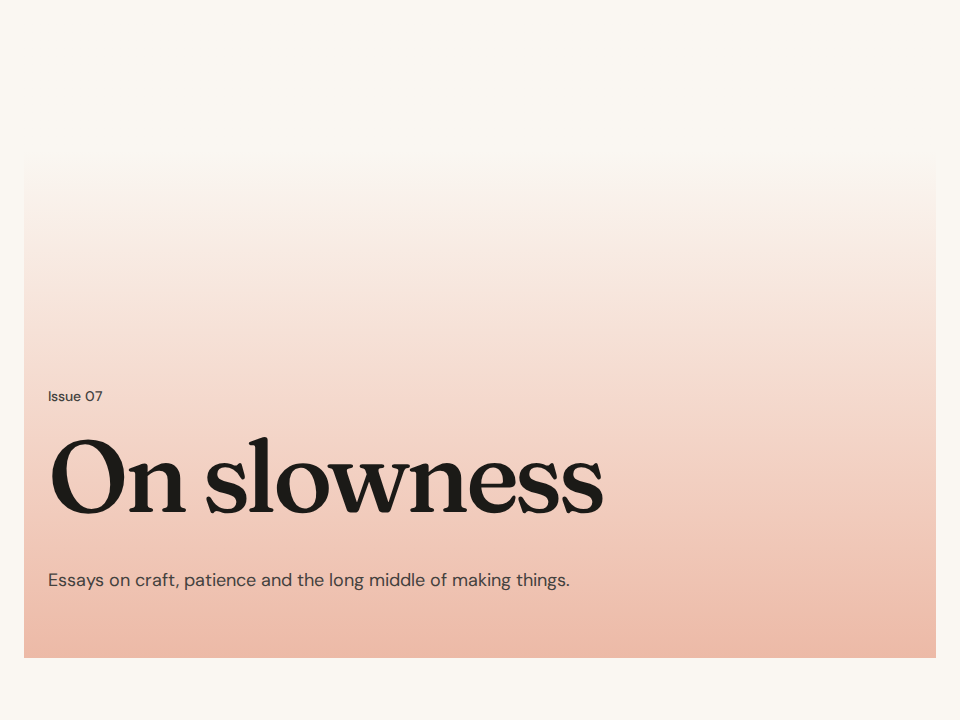 Issue 07
On slowness
Essays on craft, patience and the long middle of making things.